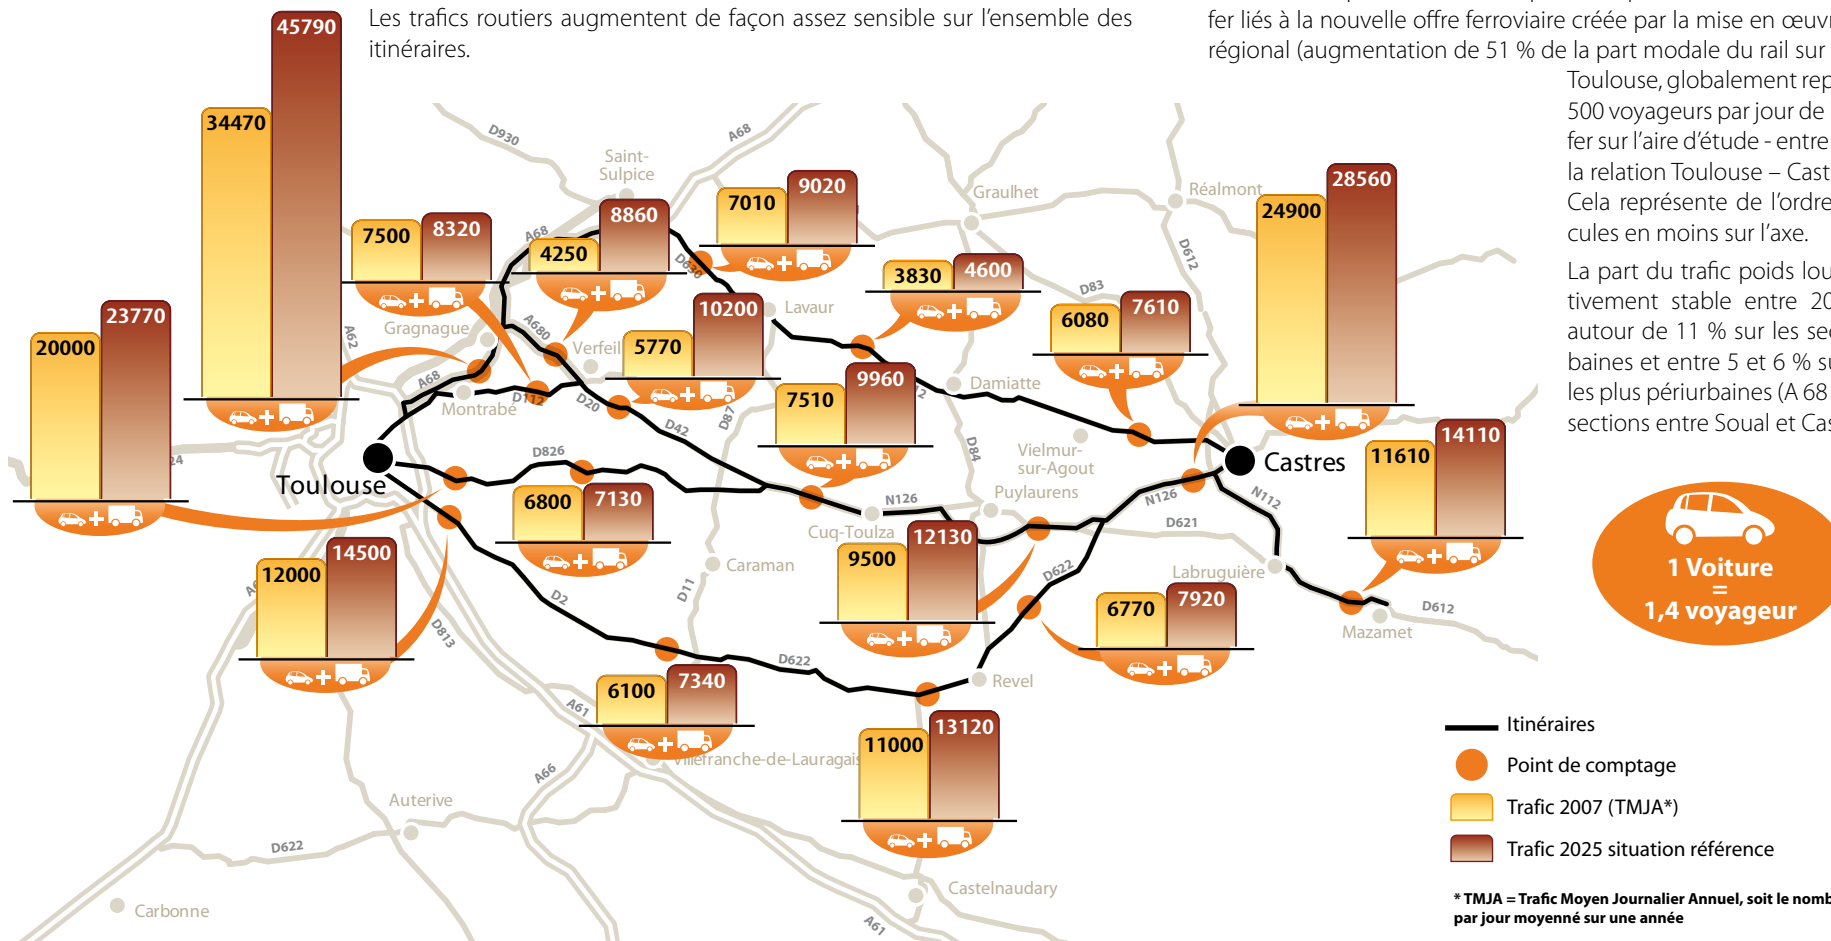 Les trafics routiers augmentent de façon assez sensible sur l'ensemble des
itinéraires.
fer liés à la nouvelle offre ferroviaire créée par la mise en œuvr
régional (augmentation de 51 % de la part modale du rail sur
Toulouse, globalement rep
500 voyageurs par jour de
fer sur l'aire d'étude - entre
la relation Toulouse – Cast
Cela représente de l'ordre
cules en moins sur l'axe.
La part du trafic poids lou
tivement stable entre 20
autour de 11 % sur les sec
baines et entre 5 et 6 % su
les plus périurbaines (A 68
sections entre Soual et Cas
45790
34470
D930
A68
Saint-
Sulpice
9020
7010
Graulhet
Réalmont
28560
24900
8860
4250
8320
7500
A68
D630
D612
4600
3830
D83
7610
6080
10200
5770
Lavaur
23770
20000
A62
Gragnague
A680
Verfeil
A68
Montrabé
D112
D20
D87
9960
7510
12
Damiatte
14110
11610
D42
D84
Vielmur-
sur-Agout
Castres
24
Toulouse
D826
7130
6800
N126
Puylaurens
N126
N112
D621
Cuq-Toulza
12130
9500
1 Voiture
=
1,4 voyageur
14500
12000
Caraman
D622
Labruguière
D11
D2
7920
6770
D612
Mazamet
D813
D622
Revel
7340
6100
A61
13120
11000
Villefranche-de-Lauragais
A66
Auterive
D622
Castelnaudary
Carbonne
A61
Itinéraires
Point de comptage
Trafic 2007 (TMJA*)
Trafic 2025 situation référence
* TMJA = Trafic Moyen Journalier Annuel, soit le nomb
par jour moyenné sur une année